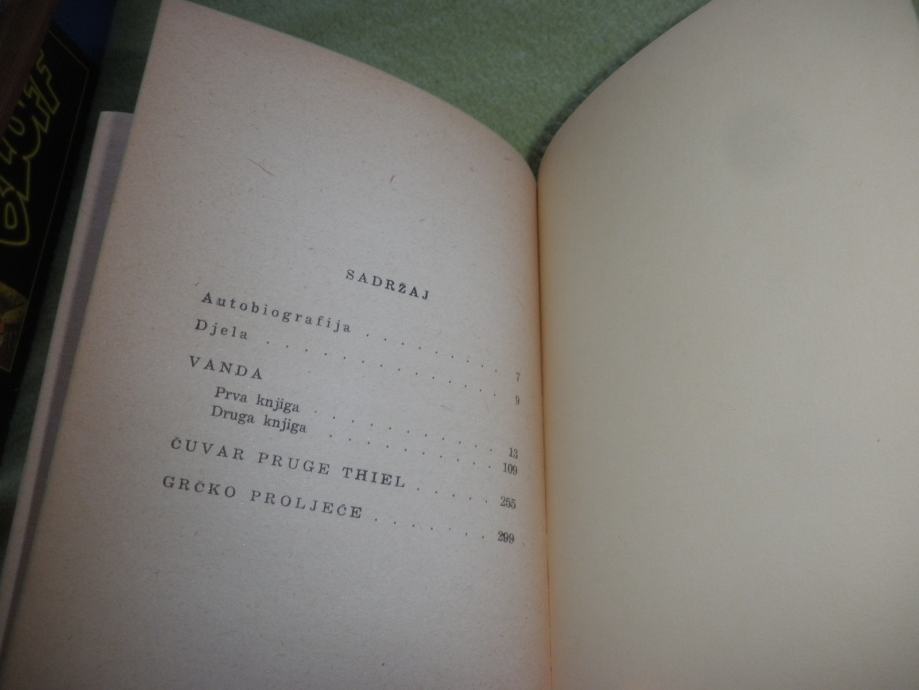 SADRŽAJ
Autobiografija . . . . . . . . 7
Djela . . . . . . . . . . . . 9
VANDA
Prva knjiga . . . . . . . . . . 13
Druga knjiga . . . . . . . . . 109
ČUVAR PRUGE THIEL . . . . . 255
GRČKO PROLJEĆE . . . . . . . 299